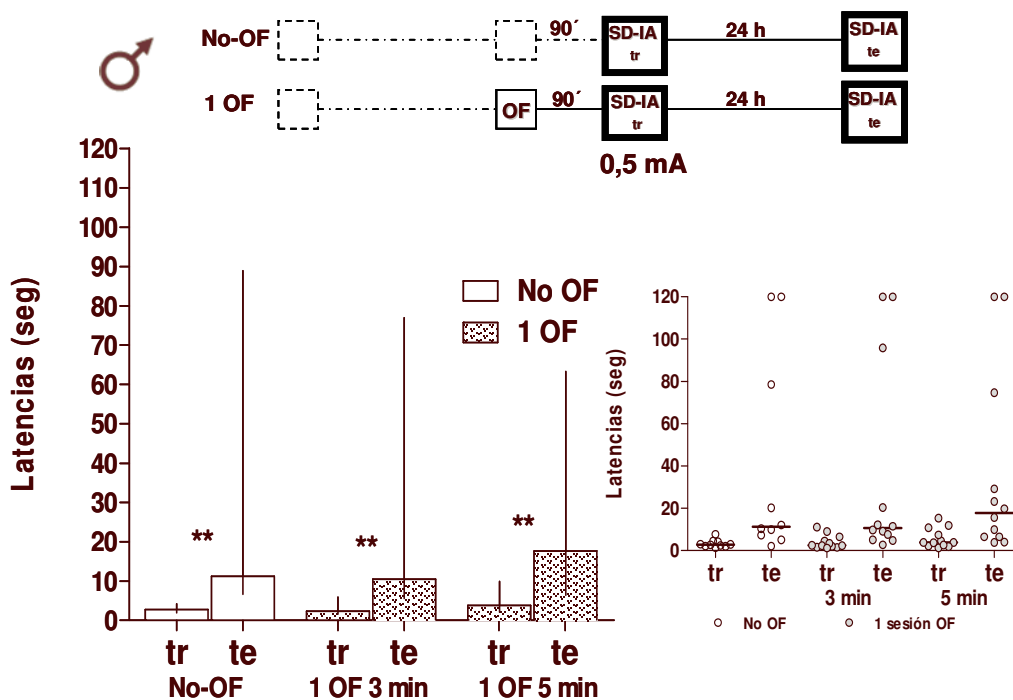 No-OF 90´ SD-IA 24 h SD-IA
tr te
1 OF OF 90´ SD-IA 24 h SD-IA
tr te
0,5 mA
Latencias (seg)
120
110
100
90
80
70
60
50
40
30
20
10
0
No OF
1 OF
** ** **
tr te tr te tr te
No-OF 1 OF 3 min 1 OF 5 min
Latencias (seg)
120
100
80
60
40
20
0
tr te tr te tr te
3 min 5 min
No OF 1 sesión OF